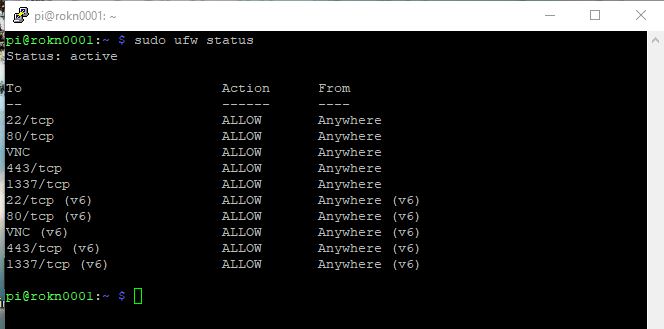 pi@rokn0001: ~
pi@rokn0001:~ $ sudo ufw status
Status: active
To                         Action      From
--                         ------      ----
22/tcp                     ALLOW       Anywhere
80/tcp                     ALLOW       Anywhere
VNC                        ALLOW       Anywhere
443/tcp                    ALLOW       Anywhere
1337/tcp                   ALLOW       Anywhere
22/tcp (v6)                ALLOW       Anywhere (v6)
80/tcp (v6)                ALLOW       Anywhere (v6)
VNC (v6)                   ALLOW       Anywhere (v6)
443/tcp (v6)               ALLOW       Anywhere (v6)
1337/tcp (v6)              ALLOW       Anywhere (v6)
pi@rokn0001:~ $